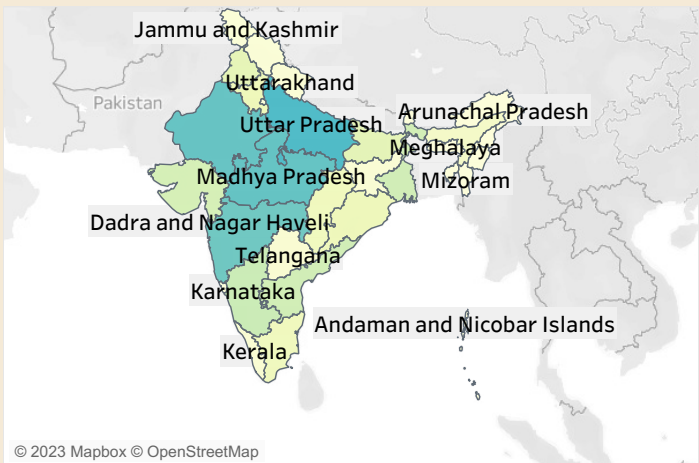 Jammu and Kashmir
Uttarakhand
Pakistan
Arunachal Pradesh
Uttar Pradesh
Meghalaya
Madhya Pradesh
Mizoram
Dadra and Nagar Haveli
Telangana
Karnataka
Andaman and Nicobar Islands
Kerala
© 2023 Mapbox © OpenStreetMap